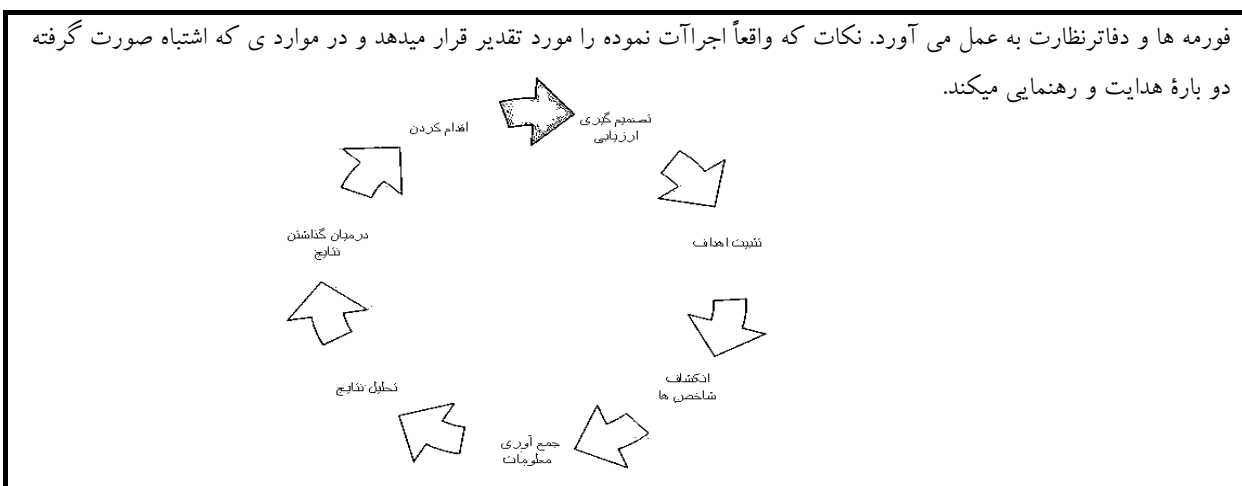 فورمه ها و دفاترنظارت به عمل می آورد. نکات که واقعاً اجراآت نموده را مورد تقدیر قرار میدهد و در موارد ی که اشتباه صورت گرفته
دو بارۀ هدایت و رهنمایی میکند.
تصمیم گیری
ارزیابی
تثبیت اهداف
انکشاف
شاخص ها
جمع آوری
معلومات
تحلیل نتایج
درمیان گذاشتن
نتایج
اقدام کردن